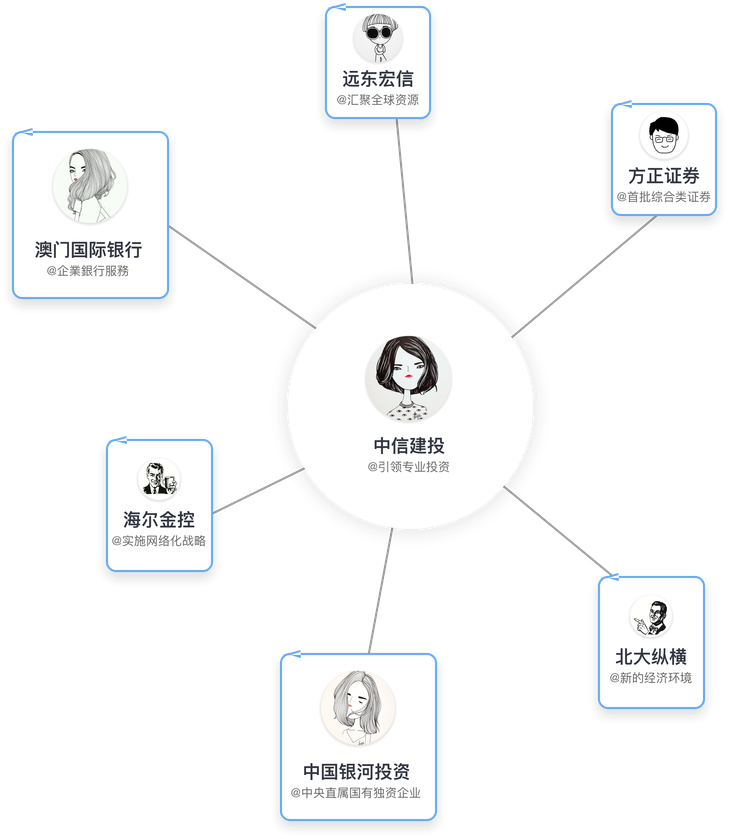 远东宏信
@汇聚全球资源
方正证券
@首批综合类证券
澳门国际银行
@企業銀行服務
中信建投
@引领专业投资
海尔金控
@实施网络化战略
北大纵横
@新的经济环境
中国银河投资
@中央直属国有独资企业